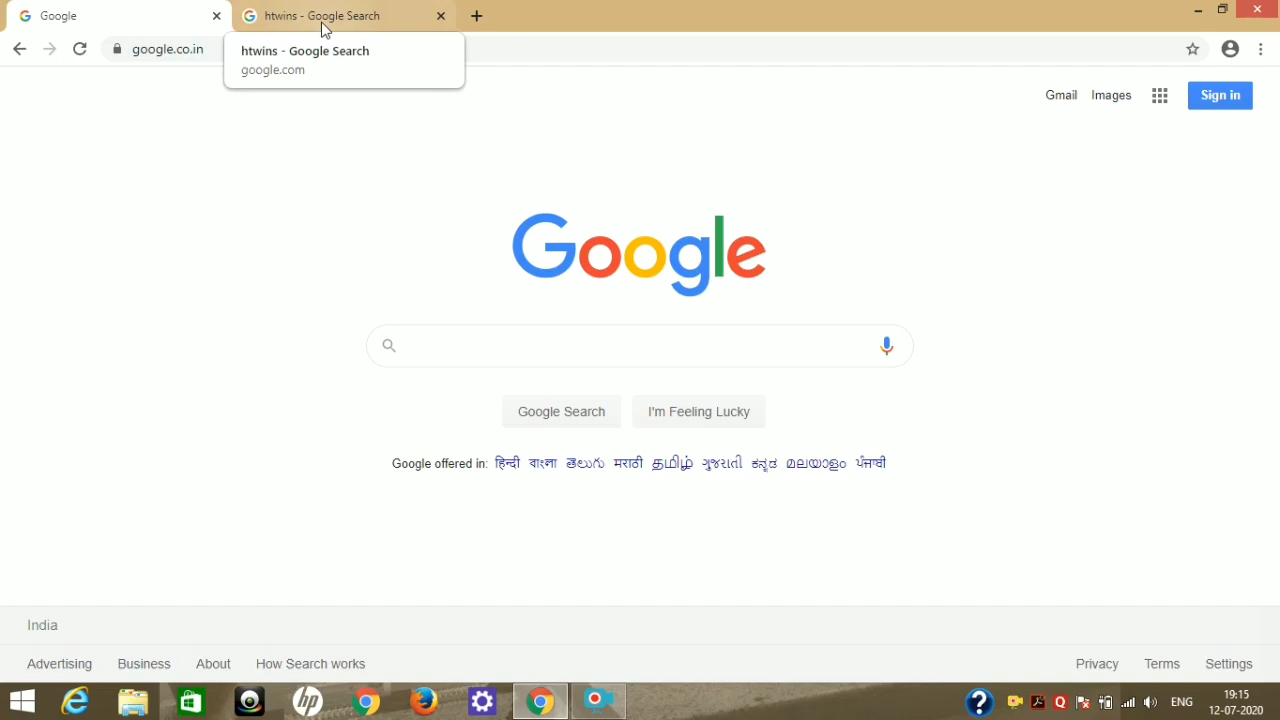 Google
htwins - Google Search
google.co.in
htwins - Google Search
google.com
Gmail Images Sign in
Google
Google Search I'm Feeling Lucky
Google offered in: हिन्दी বাংলা తెలుగు मराठी தமிழ் ગુજરાતી ಕನ್ನಡ മലയാളം ਪੰਜਾਬੀ
India
Advertising Business About How Search works Privacy Terms Settings
hp
ENG
19:15
12-07-2020